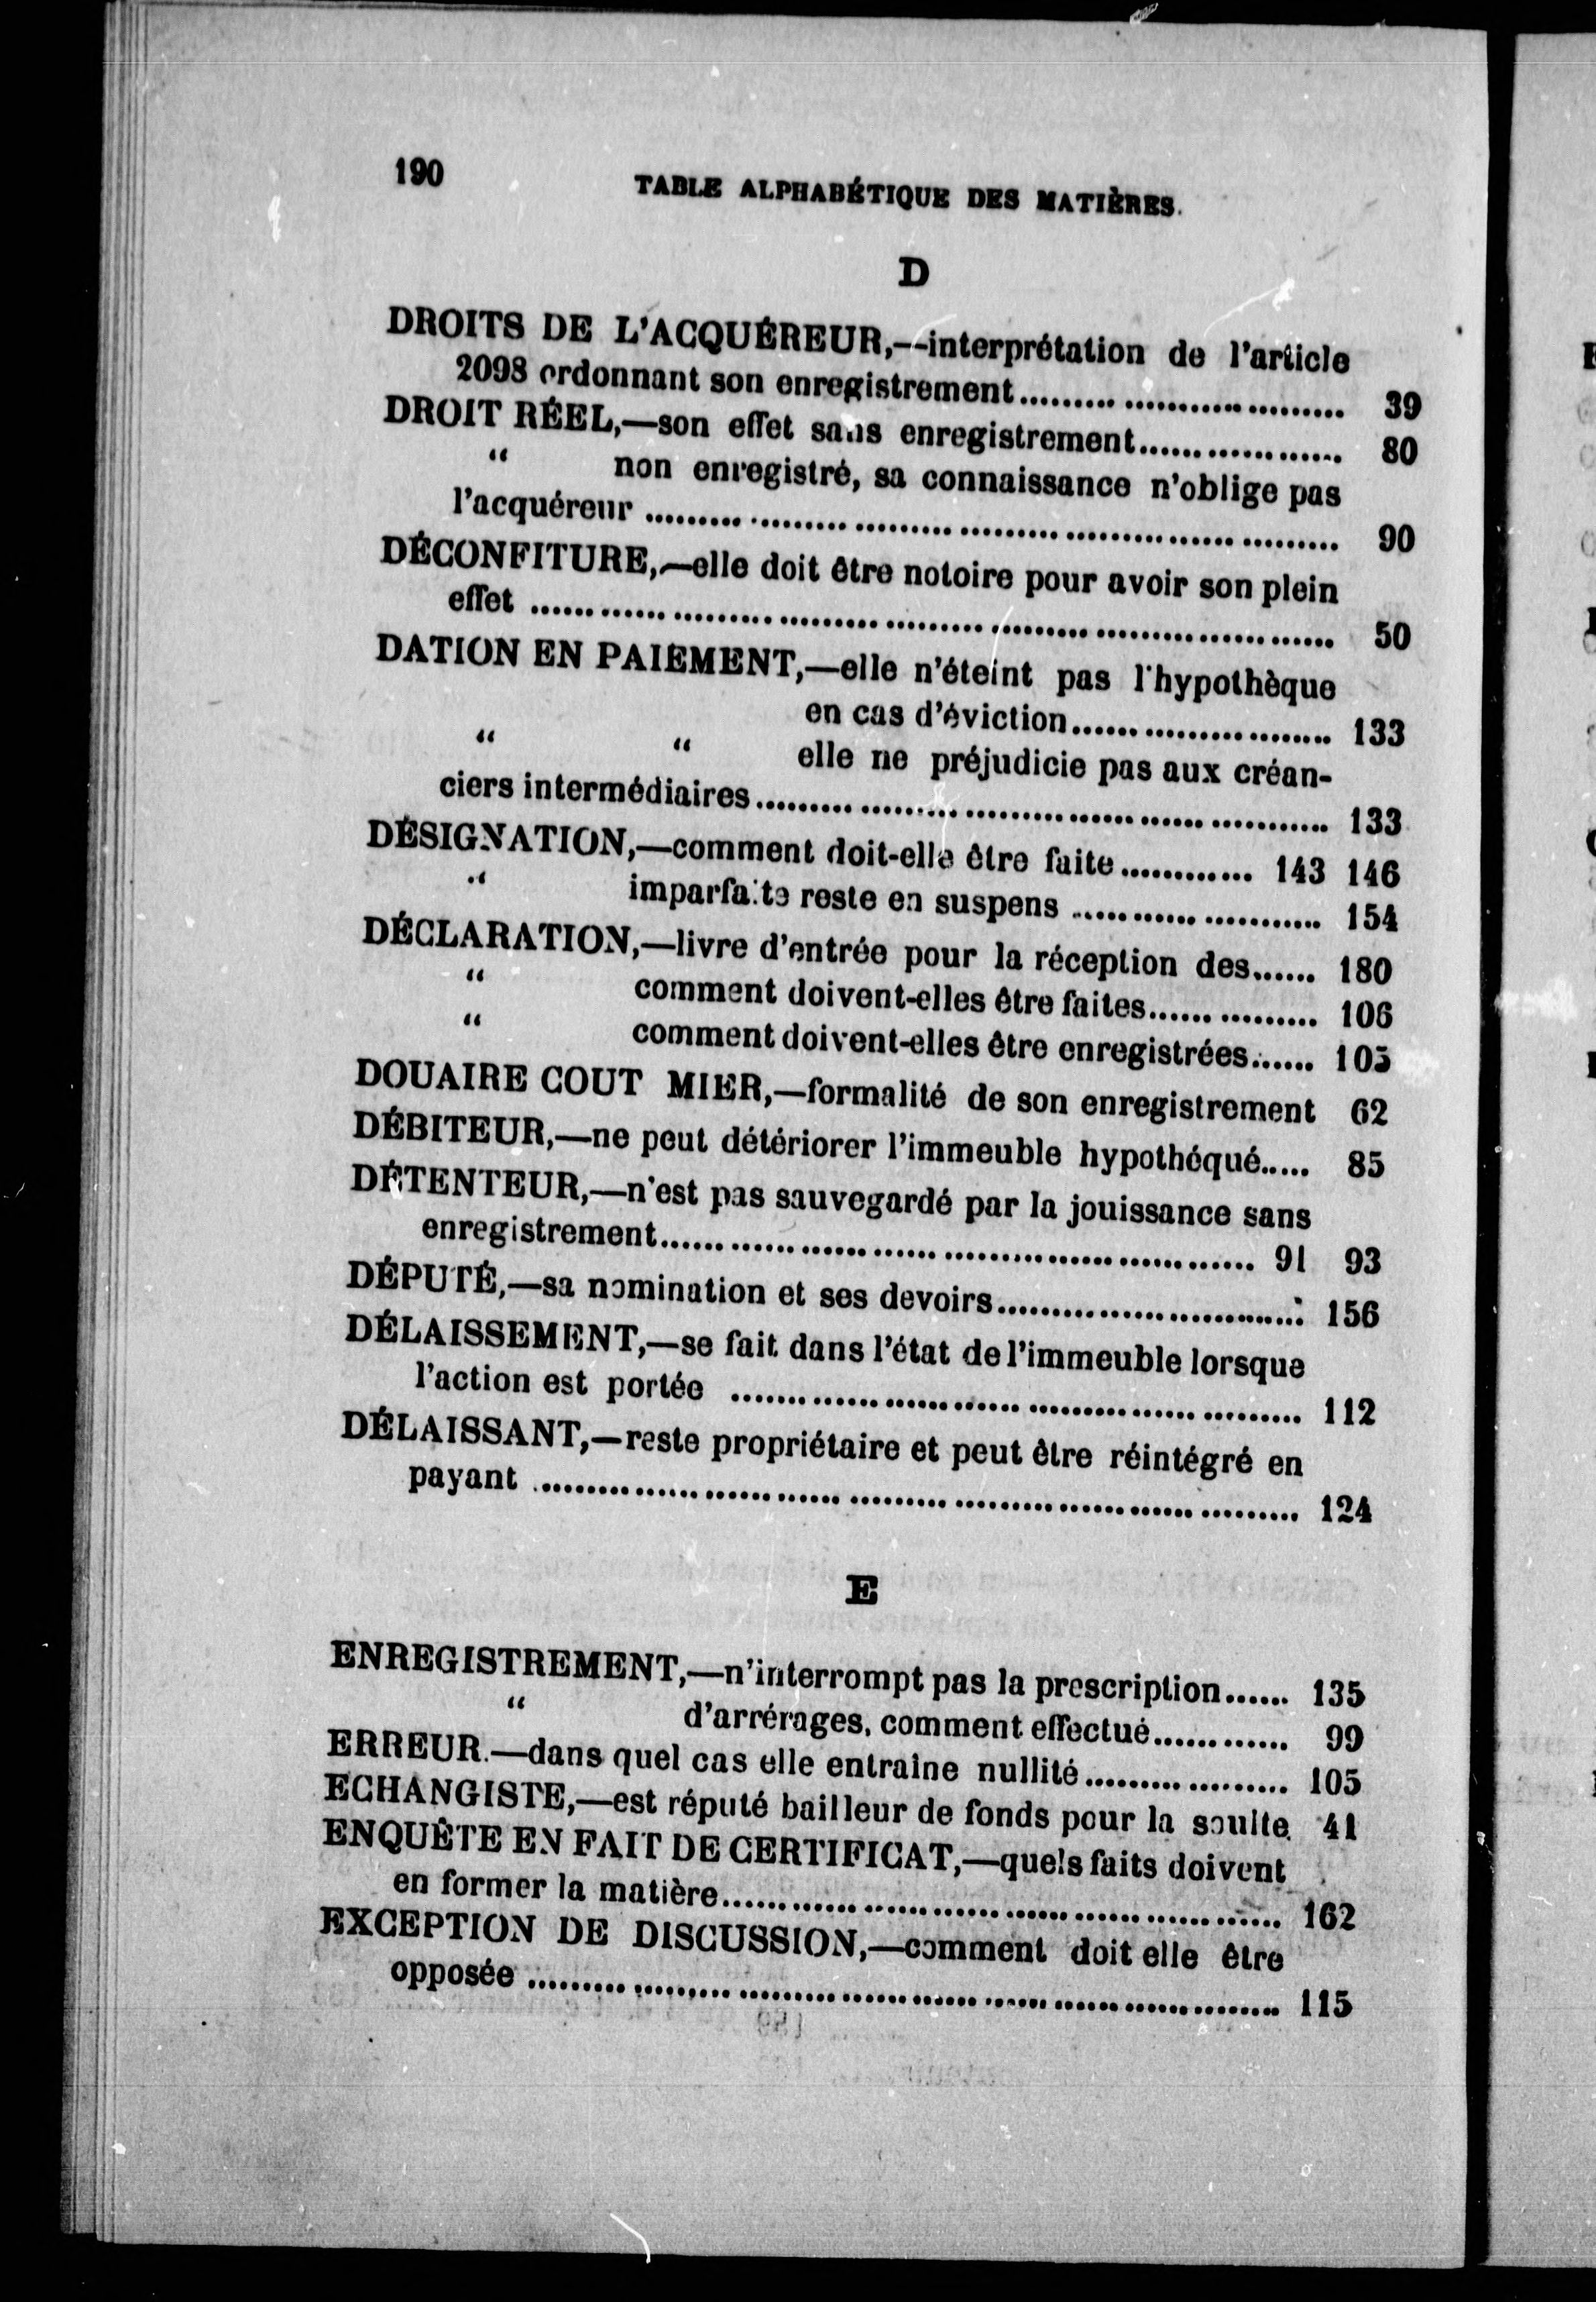 190
TABLE ALPHABÉTIQUE DES MATIÈRES.
D
DROITS DE L'ACQUÉREUR,—interprétation de l'article
2098 ordonnant son enregistrement.................. 39
DROIT RÉEL,—son effet sans enregistrement.................. 80
“ non enregistré, sa connaissance n'oblige pas
l'acquéreur .................. 90
DÉCONFITURE,—elle doit être notoire pour avoir son plein
effet .................. 50
DATION EN PAIEMENT,—elle n'éteint pas l'hypothèque
en cas d'éviction.................. 133
“ “ elle ne préjudicie pas aux créan-
ciers intermédiaires.................. 133
DÉSIGNATION,—comment doit-elle être faite............ 143 146
“ imparfaite reste en suspens .................. 154
DÉCLARATION,—livre d'entrée pour la réception des...... 180
“ comment doivent-elles être faites............... 106
“ comment doivent-elles être enregistrées...... 105
DOUAIRE COUT MIER,—formalité de son enregistrement 62
DÉBITEUR,—ne peut détériorer l'immeuble hypothéqué..... 85
DÉTENTEUR,—n'est pas sauvegardé par la jouissance sans
enregistrement.................. 91 93
DÉPUTÉ,—sa nomination et ses devoirs.................. 156
DÉLAISSEMENT,—se fait dans l'état de l'immeuble lorsque
l'action est portée .................. 112
DÉLAISSANT,—reste propriétaire et peut être réintégré en
payant .................. 124
E
ENREGISTREMENT,—n'interrompt pas la prescription...... 135
“ d'arrérages, comment effectué............ 99
ERREUR.—dans quel cas elle entraîne nullité.................. 105
ECHANGISTE,—est réputé bailleur de fonds pour la soulte. 41
ENQUÊTE EN FAIT DE CERTIFICAT,—quels faits doivent
en former la matière.................. 162
EXCEPTION DE DISCUSSION,—comment doit elle être
opposée .................. 115